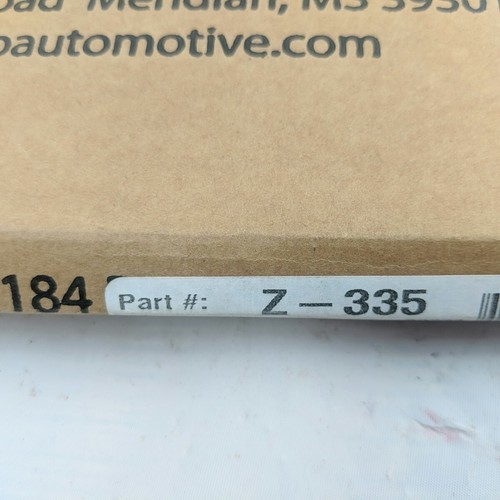 Meridian, MS
automotive.com
184
Part #: Z-335